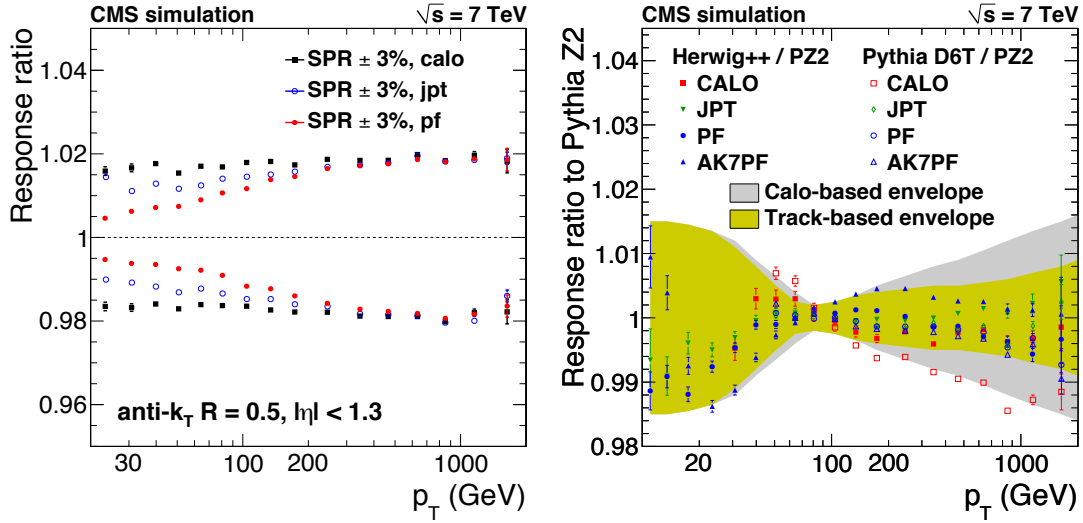 CMS simulation √s = 7 TeV
Response ratio
1.04
1.02
1
0.98
0.96
SPR ± 3%, calo
SPR ± 3%, jpt
SPR ± 3%, pf
anti-k_T R = 0.5, |η| < 1.3
30 100 200 1000
p_T (GeV)
CMS simulation √s = 7 TeV
Response ratio to Pythia Z2
1.04
1.03
1.02
1.01
1
0.99
0.98
Herwig++ / PZ2 Pythia D6T / PZ2
CALO CALO
JPT JPT
PF PF
AK7PF AK7PF
Calo-based envelope
Track-based envelope
20 100 200 1000
p_T (GeV)